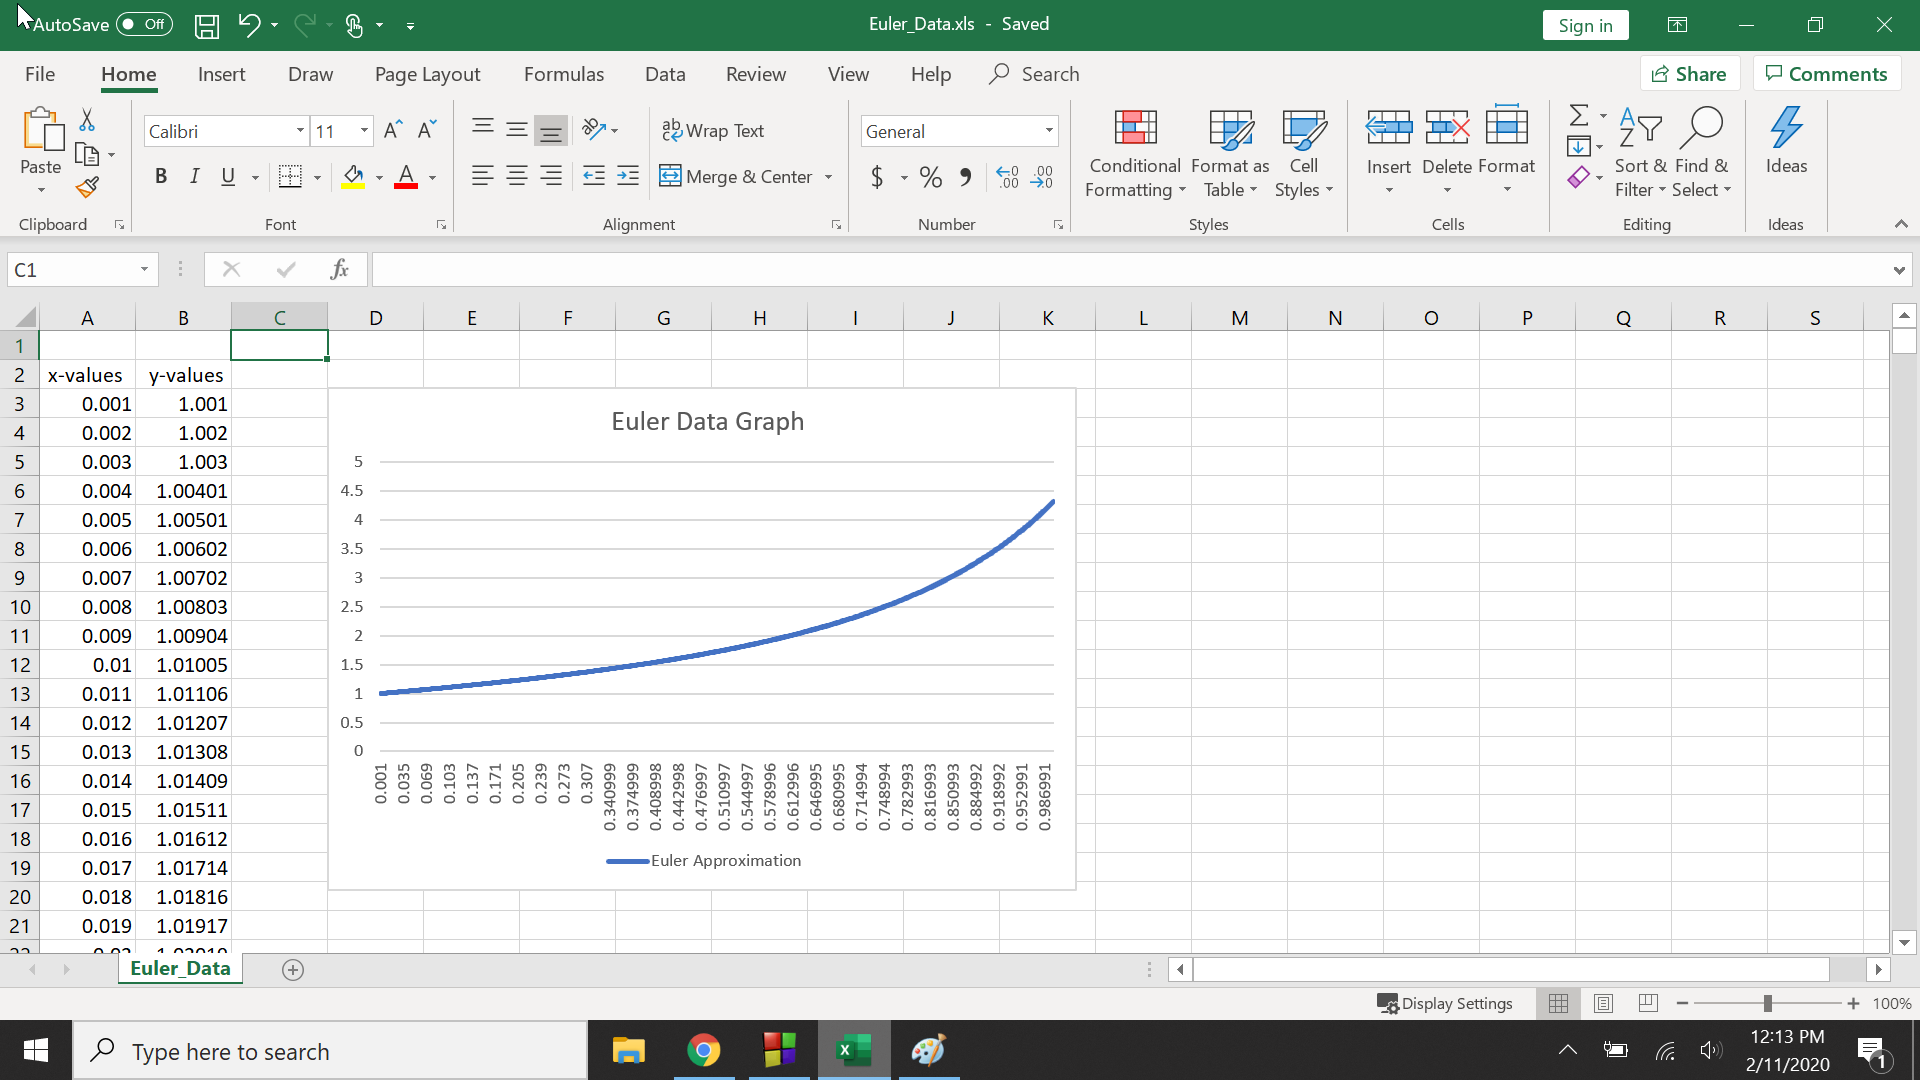 AutoSave Off
Euler_Data.xls - Saved
Sign in
File Home Insert Draw Page Layout Formulas Data Review View Help Search
Share Comments
Paste
Clipboard
Calibri 11
A A
B I U A
Font
ab Wrap Text
Merge & Center
Alignment
General
$ % 9 .00 .00
Number
Conditional Formatting
Format as Table
Cell Styles
Styles
Insert Delete Format
Cells
Sort & Filter
Find & Select
Editing
Ideas
Ideas
C1 fx
A B C D E F G H I J K L M N O P Q R S
1
2 x-values y-values
3 0.001 1.001
4 0.002 1.002
5 0.003 1.003
6 0.004 1.00401
7 0.005 1.00501
8 0.006 1.00602
9 0.007 1.00702
10 0.008 1.00803
11 0.009 1.00904
12 0.01 1.01005
13 0.011 1.01106
14 0.012 1.01207
15 0.013 1.01308
16 0.014 1.01409
17 0.015 1.01511
18 0.016 1.01612
19 0.017 1.01714
20 0.018 1.01816
21 0.019 1.01917
Euler Data Graph
5
4.5
4
3.5
3
2.5
2
1.5
1
0.5
0
0.001 0.035 0.069 0.103 0.137 0.171 0.205 0.239 0.273 0.307 0.340999 0.374999 0.408998 0.442998 0.476997 0.510997 0.544997 0.578996 0.612996 0.646995 0.680995 0.714994 0.748994 0.782993 0.816993 0.850993 0.884992 0.918992 0.952991 0.986991
Euler Approximation
Euler_Data
Display Settings 100%
Type here to search
12:13 PM
2/11/2020
1